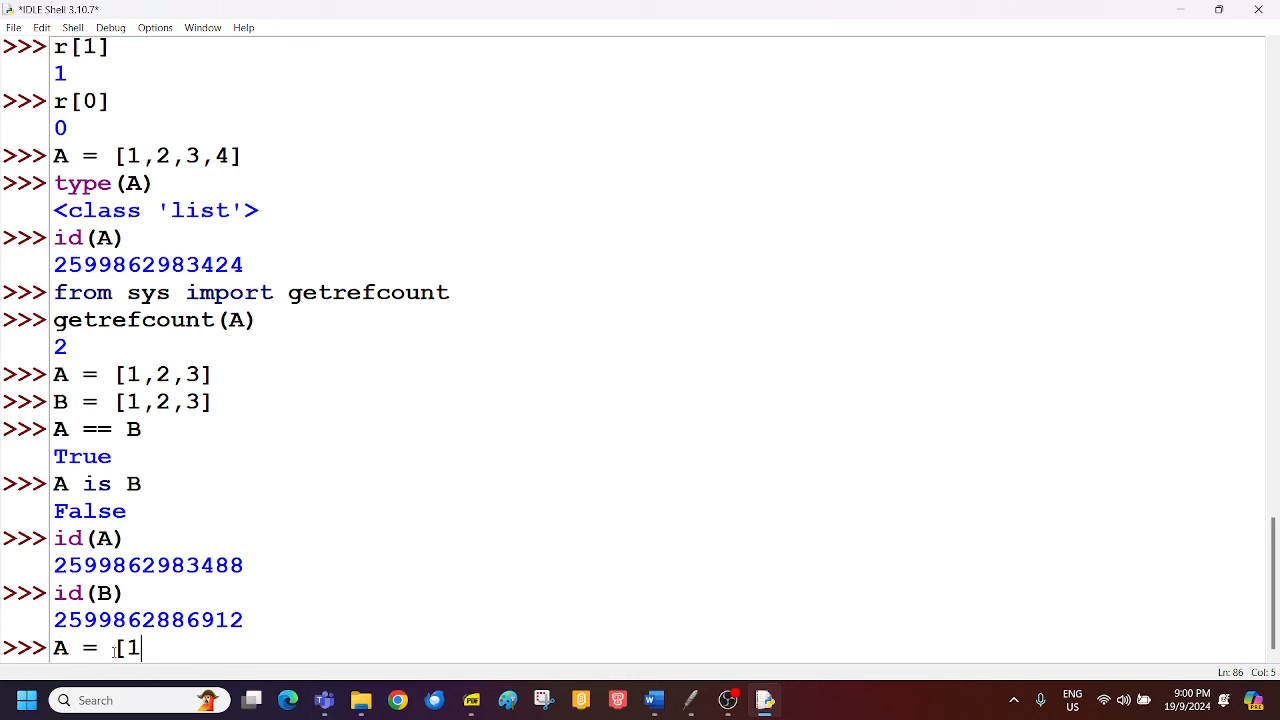 *IDLE Shell 3.10.7*
File Edit Shell Debug Options Window Help
>>> r[1]
1
>>> r[0]
0
>>> A = [1,2,3,4]
>>> type(A)
<class 'list'>
>>> id(A)
2599862983424
>>> from sys import getrefcount
>>> getrefcount(A)
2
>>> A = [1,2,3]
>>> B = [1,2,3]
>>> A == B
True
>>> A is B
False
>>> id(A)
2599862983488
>>> id(B)
2599862886912
>>> A = [1
Ln: 86 Col: 5
Search
ENG
US
9:00 PM
19/9/2024